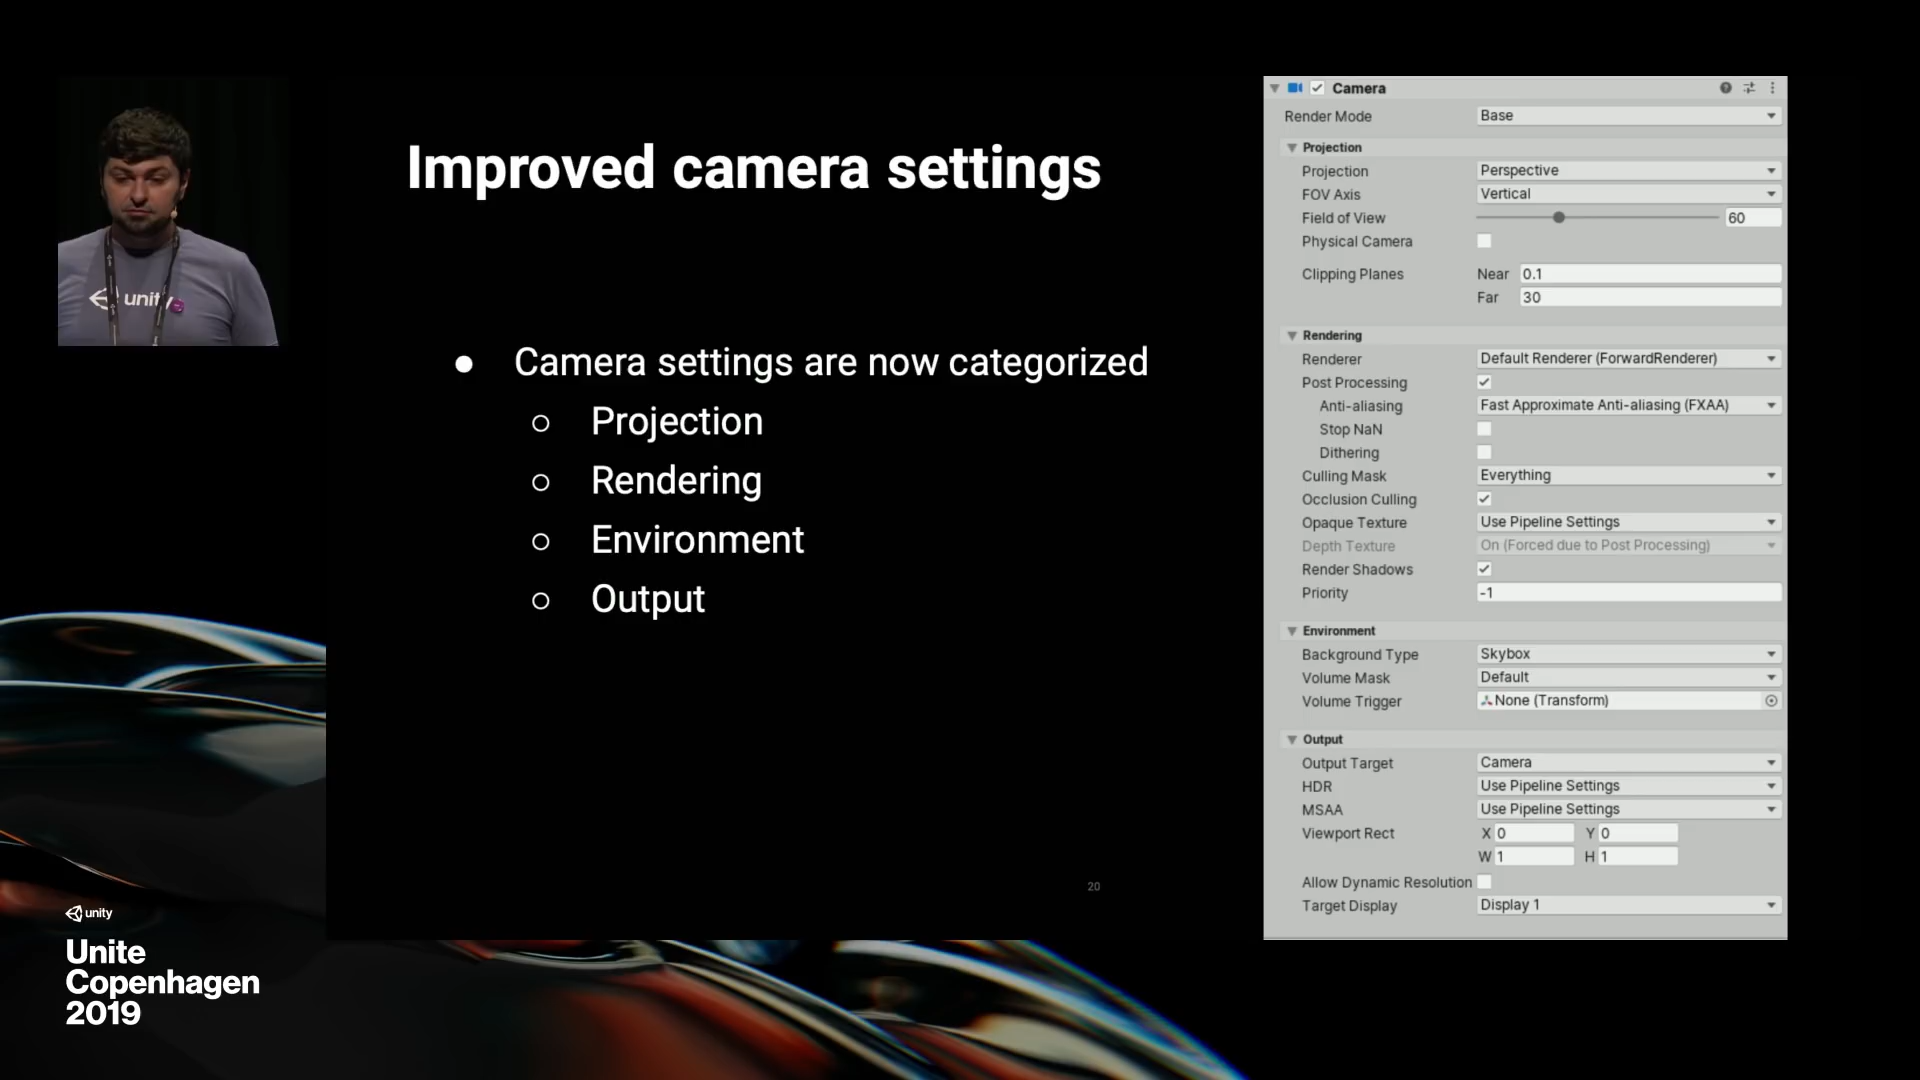 Improved camera settings
● Camera settings are now categorized
○ Projection
○ Rendering
○ Environment
○ Output
20
unity
unity
Unite
Copenhagen
2019
Camera
Render Mode Base
Projection
Projection Perspective
FOV Axis Vertical
Field of View 60
Physical Camera
Clipping Planes Near 0.1
Far 30
Rendering
Renderer Default Renderer (ForwardRenderer)
Post Processing
Anti-aliasing Fast Approximate Anti-aliasing (FXAA)
Stop NaN
Dithering
Culling Mask Everything
Occlusion Culling
Opaque Texture Use Pipeline Settings
Depth Texture On (Forced due to Post Processing)
Render Shadows
Priority -1
Environment
Background Type Skybox
Volume Mask Default
Volume Trigger None (Transform)
Output
Output Target Camera
HDR Use Pipeline Settings
MSAA Use Pipeline Settings
Viewport Rect X 0 Y 0
W 1 H 1
Allow Dynamic Resolution
Target Display Display 1